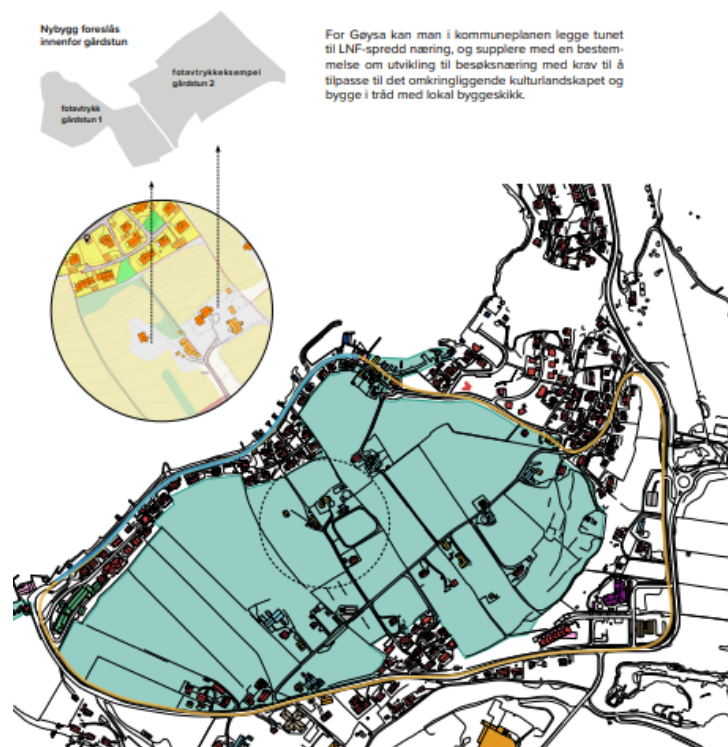 Nybygg foreslås
innenfor gårdstun
fotavtrykkeksempel
gårdstun 2
fotavtrykk
gårdstun 1
For Gøysa kan man i kommuneplanen legge tunet
til LNF-spredd næring, og supplere med en bestem-
melse om utvikling til besøksnæring med krav til å
tilpasse til det omkringliggende kulturlandskapet og
bygge i tråd med lokal byggeskikk.